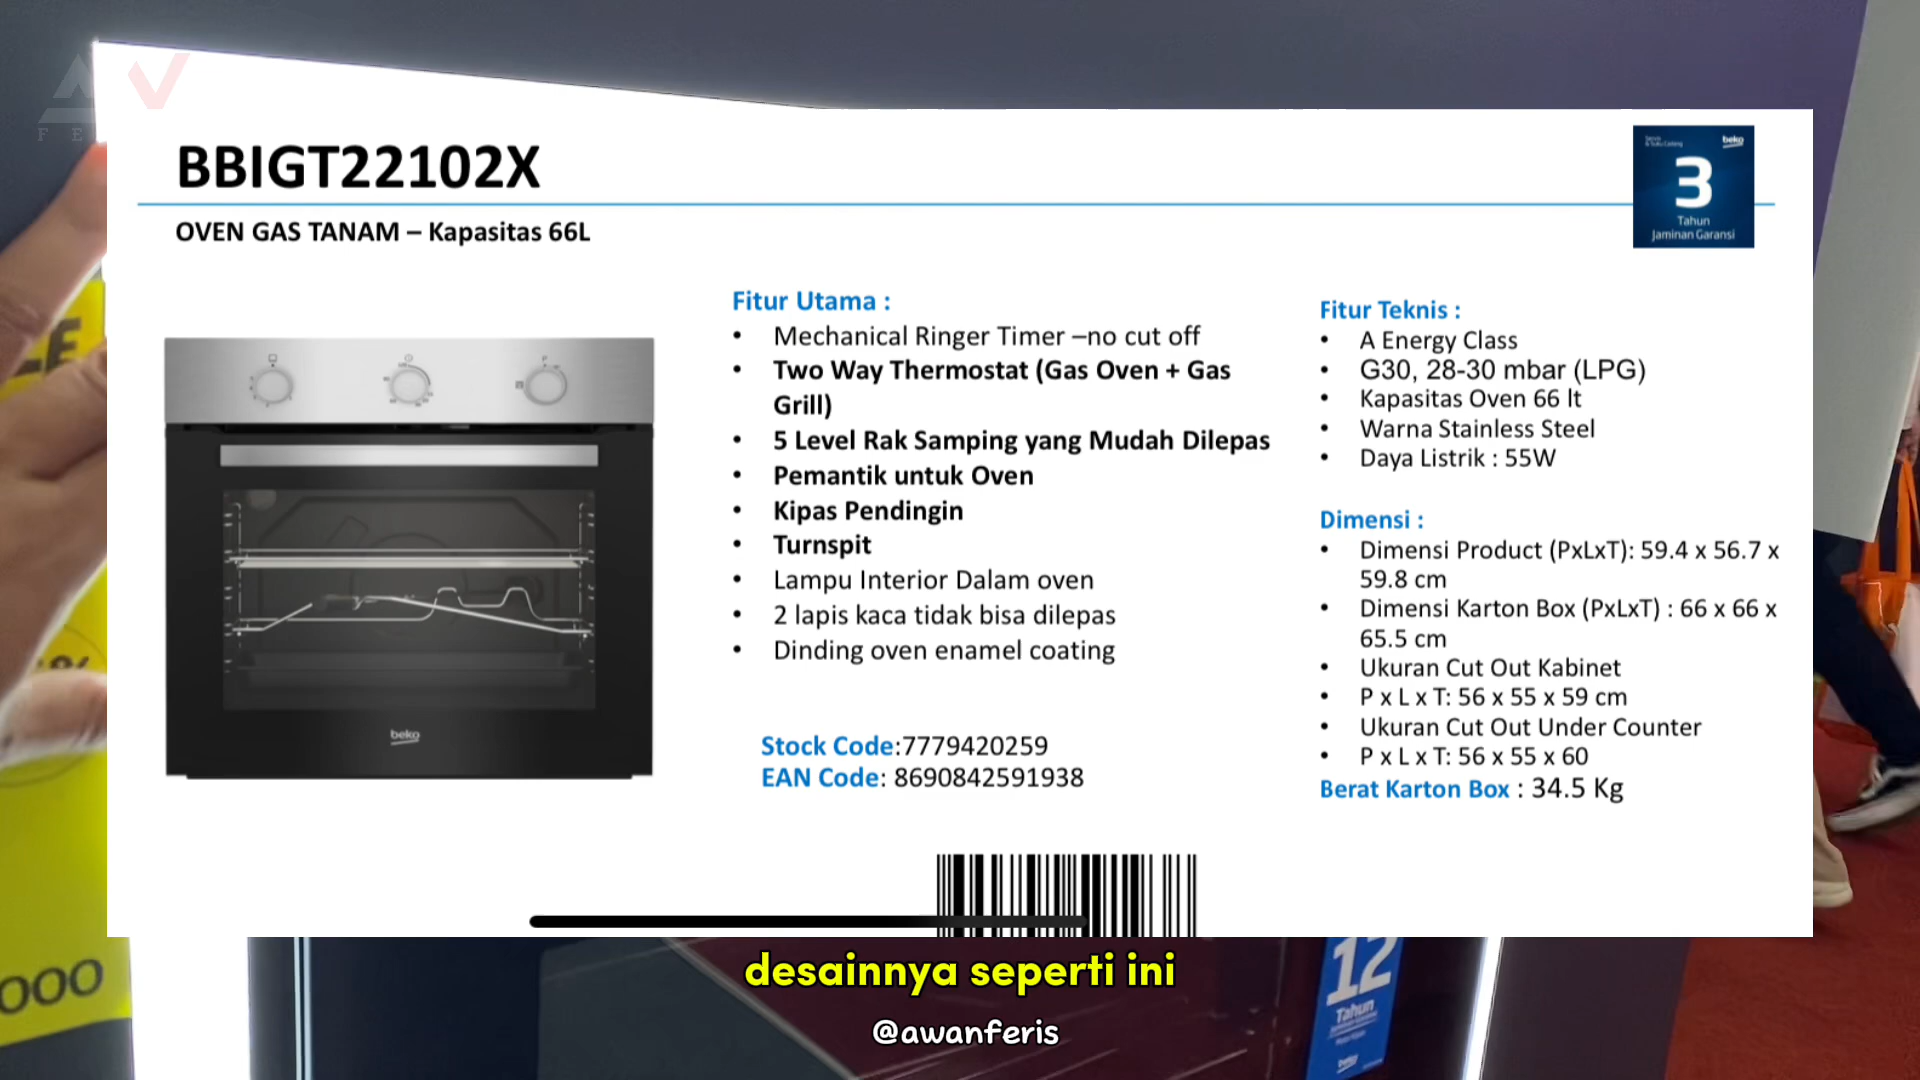 BBIGT22102X
OVEN GAS TANAM – Kapasitas 66L
beko
3
Tahun
Jaminan Garansi
Fitur Utama :
• Mechanical Ringer Timer –no cut off
• Two Way Thermostat (Gas Oven + Gas
Grill)
• 5 Level Rak Samping yang Mudah Dilepas
• Pemantik untuk Oven
• Kipas Pendingin
• Turnspit
• Lampu Interior Dalam oven
• 2 lapis kaca tidak bisa dilepas
• Dinding oven enamel coating
Stock Code:7779420259
EAN Code: 8690842591938
Fitur Teknis :
• A Energy Class
• G30, 28-30 mbar (LPG)
• Kapasitas Oven 66 lt
• Warna Stainless Steel
• Daya Listrik : 55W
Dimensi :
• Dimensi Product (PxLxT): 59.4 x 56.7 x
59.8 cm
• Dimensi Karton Box (PxLxT) : 66 x 66 x
65.5 cm
• Ukuran Cut Out Kabinet
• P x L x T: 56 x 55 x 59 cm
• Ukuran Cut Out Under Counter
• P x L x T: 56 x 55 x 60
Berat Karton Box : 34.5 Kg
beko
000
12
Tahun
beko
desainnya seperti ini
@awanferis